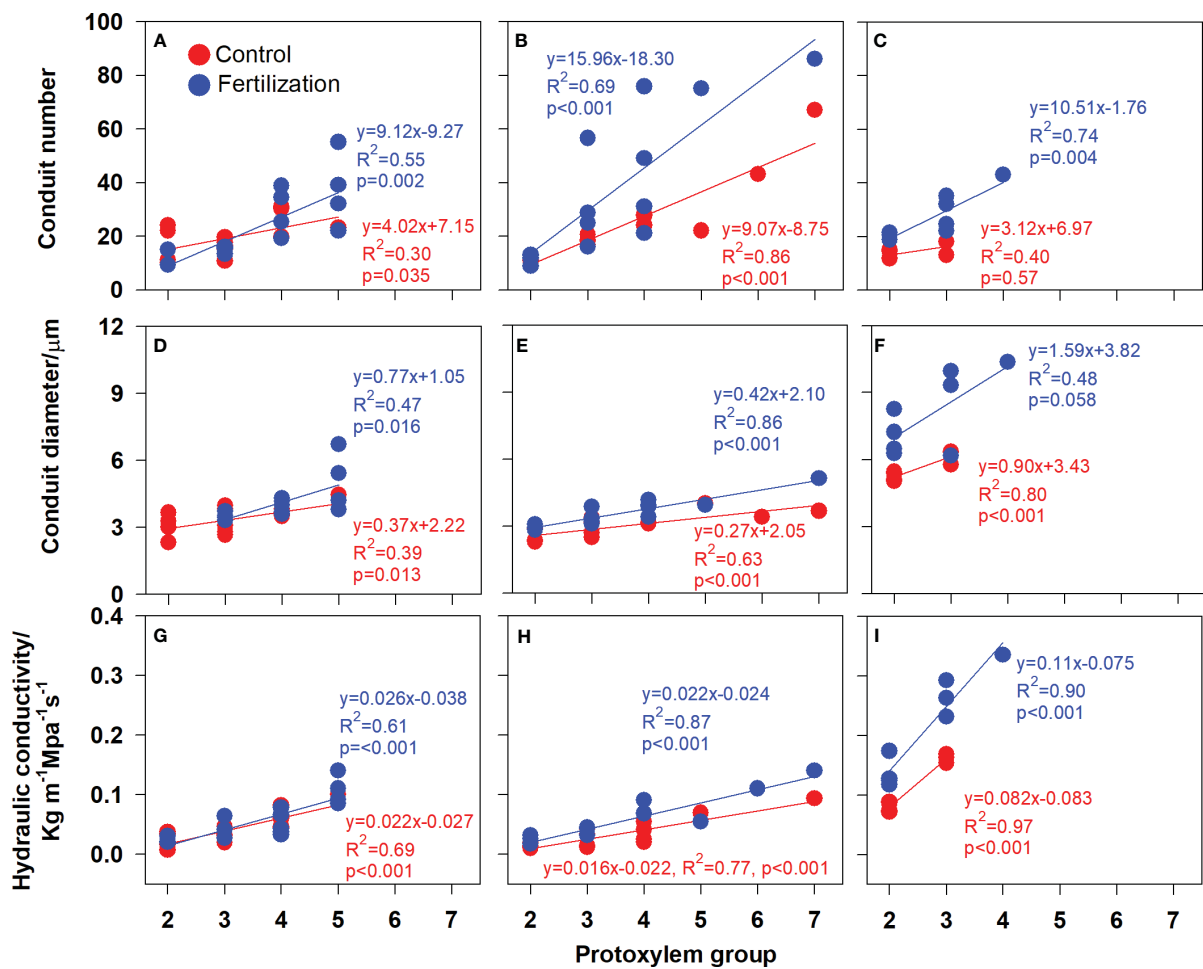 Conduit number
100
80
60
40
20
0
A
Control
Fertilization
y=9.12x-9.27
R²=0.55
p=0.002
y=4.02x+7.15
R²=0.30
p=0.035
B
y=15.96x-18.30
R²=0.69
p<0.001
y=9.07x-8.75
R²=0.86
p<0.001
C
y=10.51x-1.76
R²=0.74
p=0.004
y=3.12x+6.97
R²=0.40
p=0.57
Conduit diameter/μm
12
9
6
3
0
D
y=0.77x+1.05
R²=0.47
p=0.016
y=0.37x+2.22
R²=0.39
p=0.013
E
y=0.42x+2.10
R²=0.86
p<0.001
y=0.27x+2.05
R²=0.63
p<0.001
F
y=1.59x+3.82
R²=0.48
p=0.058
y=0.90x+3.43
R²=0.80
p<0.001
Hydraulic conductivity/
Kg m⁻¹Mpa⁻¹s⁻¹
0.4
0.3
0.2
0.1
0.0
G
y=0.026x-0.038
R²=0.61
p=<0.001
y=0.022x-0.027
R²=0.69
p<0.001
H
y=0.022x-0.024
R²=0.87
p<0.001
y=0.016x-0.022, R²=0.77, p<0.001
I
y=0.11x-0.075
R²=0.90
p<0.001
y=0.082x-0.083
R²=0.97
p<0.001
2 3 4 5 6 7
2 3 4 5 6 7
2 3 4 5 6 7
Protoxylem group